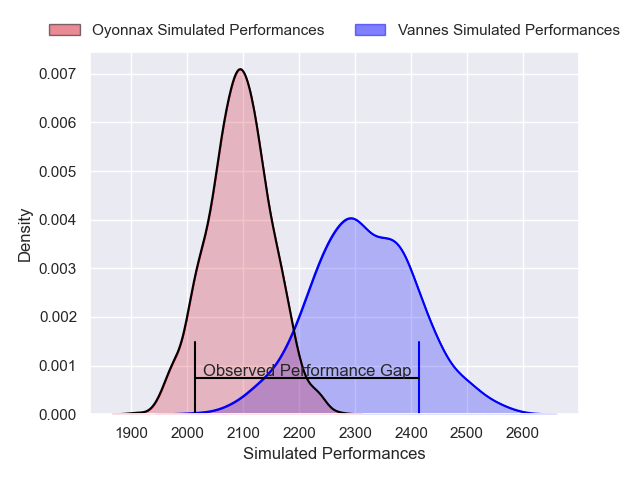 Oyonnax Simulated Performances Vannes Simulated Performances
0.007
0.006
0.005
0.004
0.003
0.002
0.001
0.000
Density
Observed Performance Gap
1900 2000 2100 2200 2300 2400 2500 2600
Simulated Performances